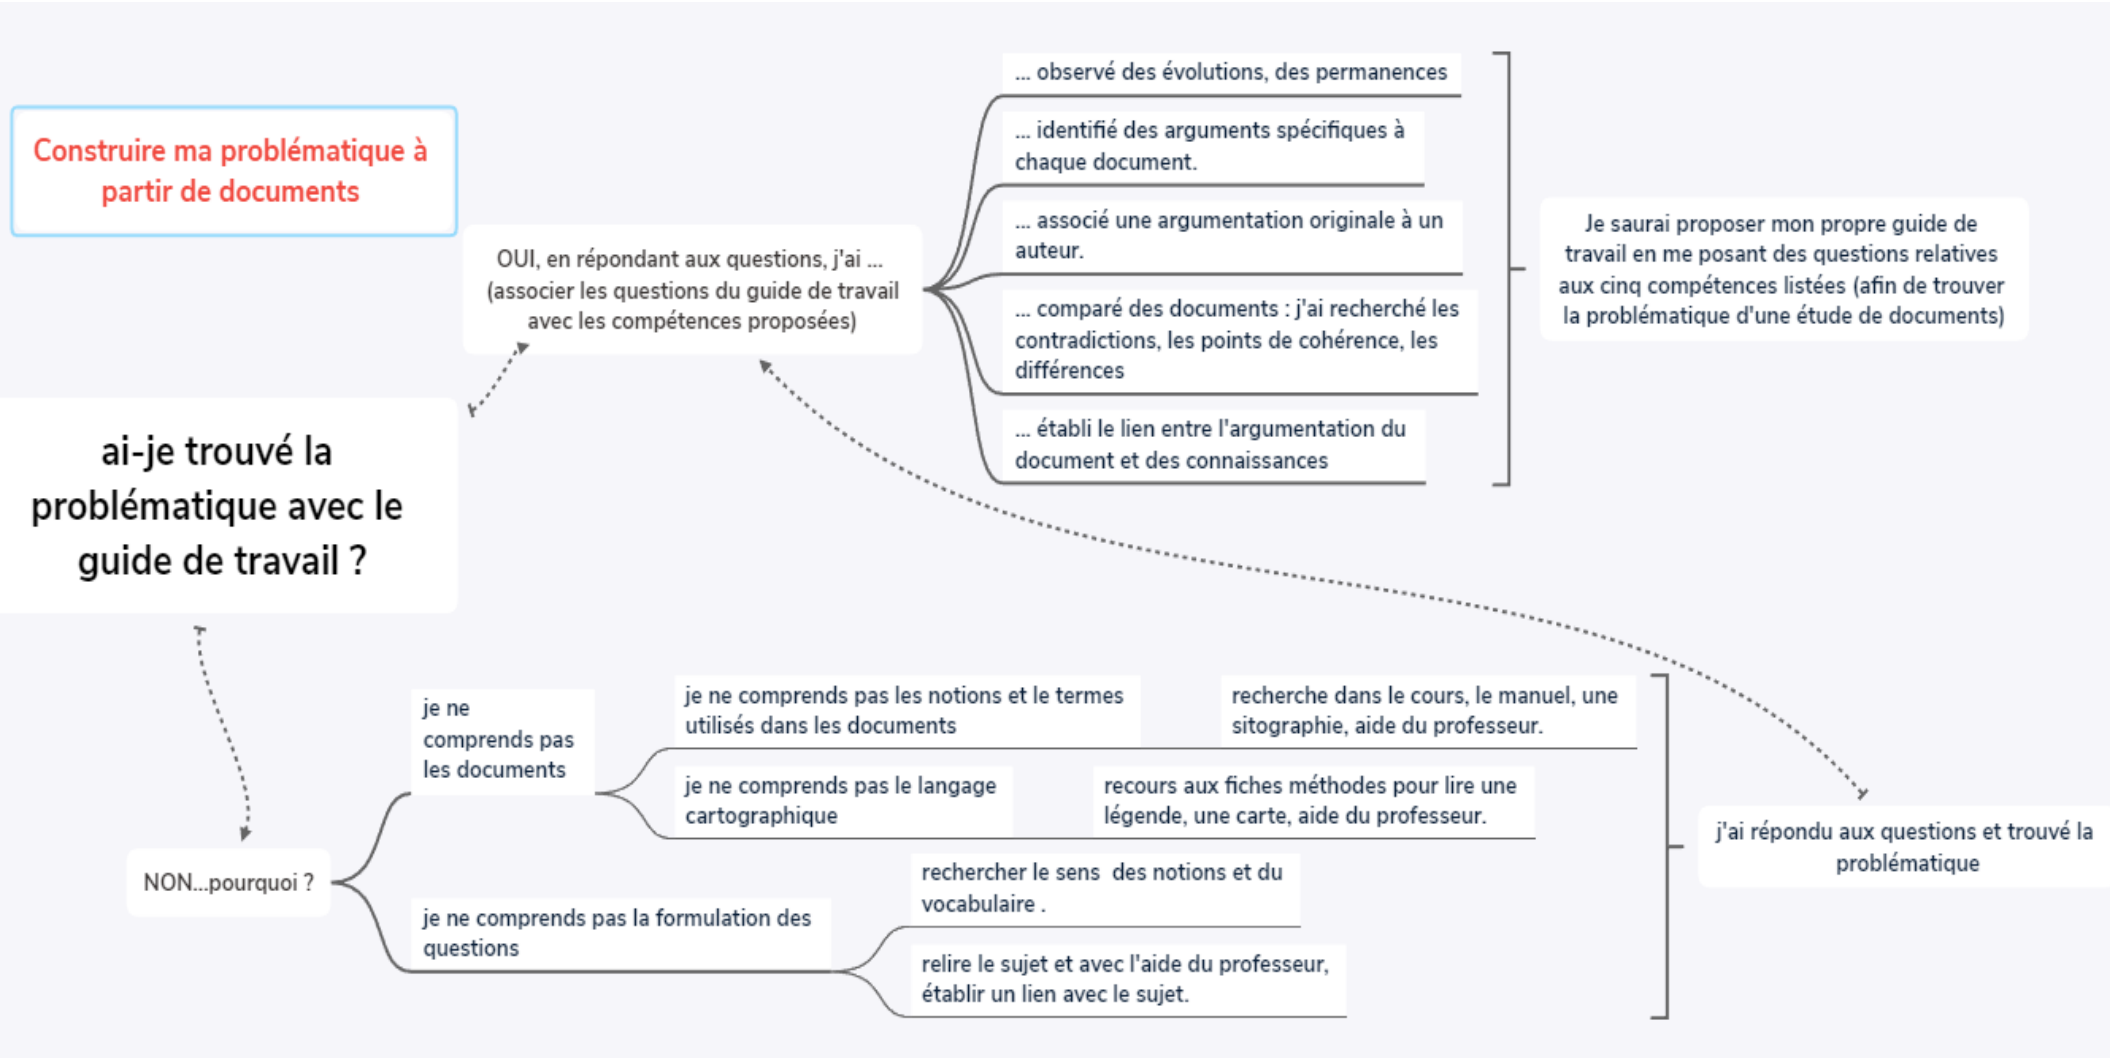 Construire ma problématique à
partir de documents
ai-je trouvé la
problématique avec le
guide de travail ?
OUI, en répondant aux questions, j'ai ...
(associer les questions du guide de travail
avec les compétences proposées)
... observé des évolutions, des permanences
... identifié des arguments spécifiques à
chaque document.
... associé une argumentation originale à un
auteur.
... comparé des documents : j'ai recherché les
contradictions, les points de cohérence, les
différences
... établi le lien entre l'argumentation du
document et des connaissances
Je saurai proposer mon propre guide de
travail en me posant des questions relatives
aux cinq compétences listées (afin de trouver
la problématique d'une étude de documents)
NON...pourquoi ?
je ne
comprends pas
les documents
je ne comprends pas les notions et le termes
utilisés dans les documents
recherche dans le cours, le manuel, une
sitographie, aide du professeur.
je ne comprends pas le langage
cartographique
recours aux fiches méthodes pour lire une
légende, une carte, aide du professeur.
je ne comprends pas la formulation des
questions
rechercher le sens  des notions et du
vocabulaire .
relire le sujet et avec l'aide du professeur,
établir un lien avec le sujet.
j'ai répondu aux questions et trouvé la
problématique